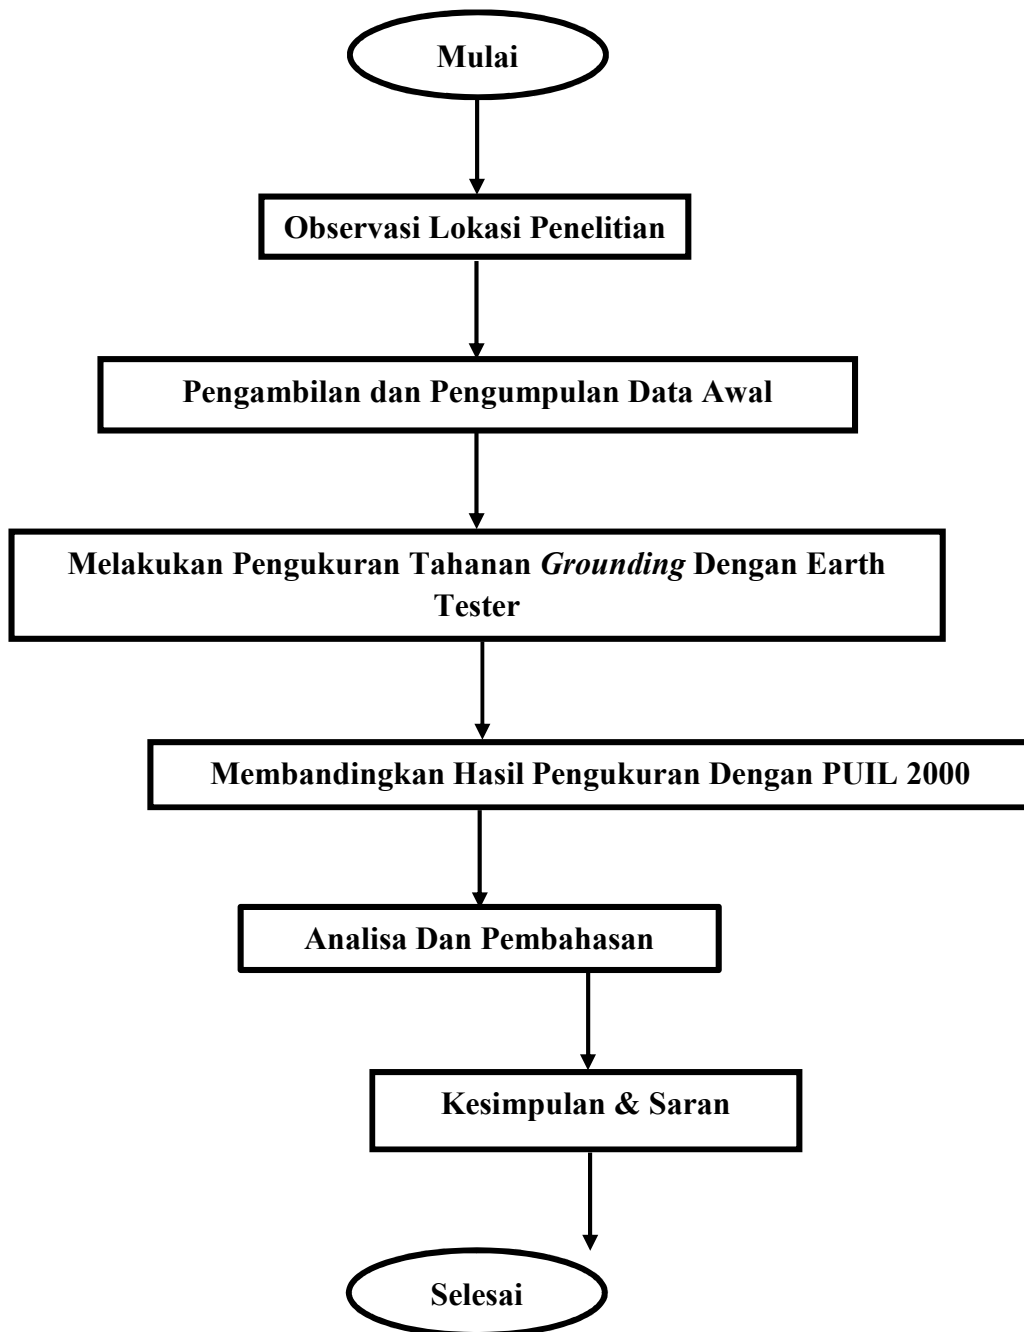 Mulai
Observasi Lokasi Penelitian
Pengambilan dan Pengumpulan Data Awal
Melakukan Pengukuran Tahanan Grounding Dengan Earth
Tester
Membandingkan Hasil Pengukuran Dengan PUIL 2000
Analisa Dan Pembahasan
Kesimpulan & Saran
Selesai